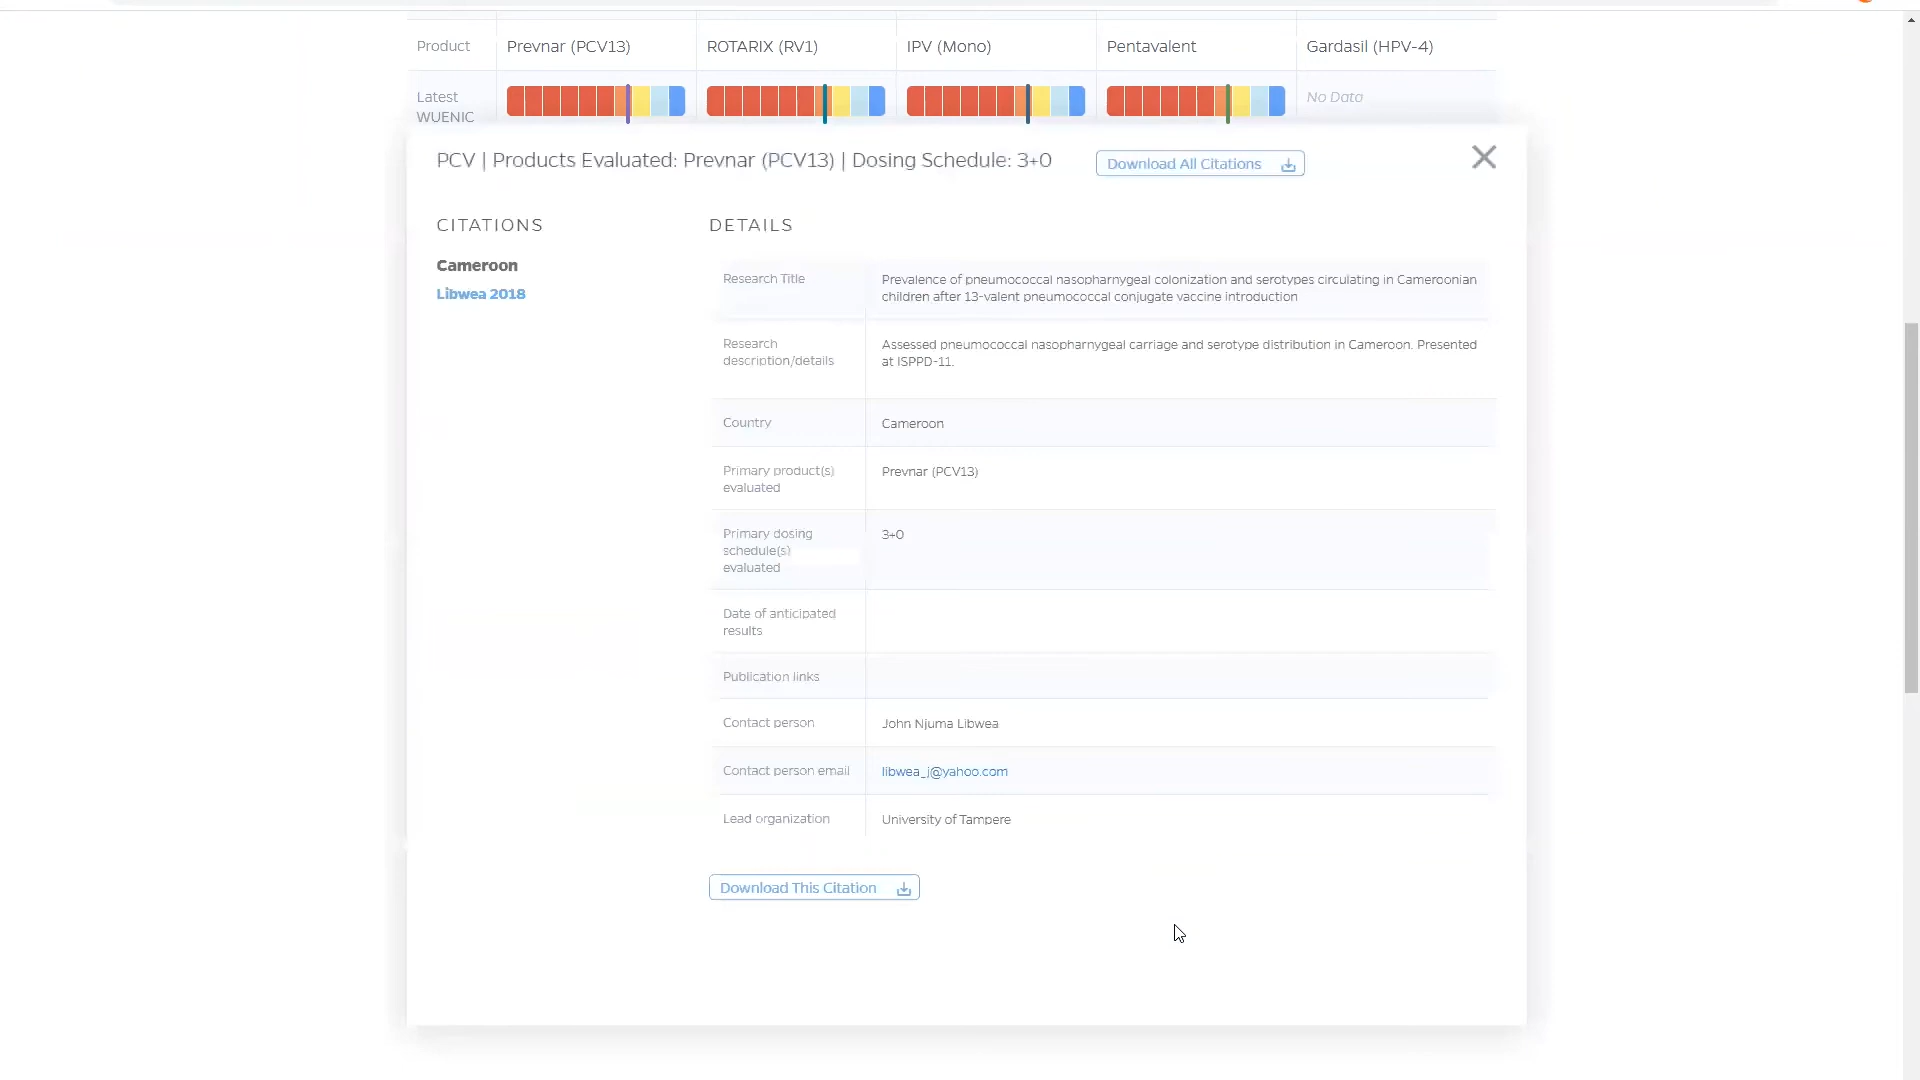 Product
Prevnar (PCV13)
ROTARIX (RV1)
IPV (Mono)
Pentavalent
Gardasil (HPV-4)
Latest
WUENIC
No Data
PCV | Products Evaluated: Prevnar (PCV13) | Dosing Schedule: 3+0
Download All Citations
CITATIONS
Cameroon
Libwea 2018
DETAILS
Research Title
Prevalence of pneumococcal nasopharyngeal colonization and serotypes circulating in Cameroonian
children after 13-valent pneumococcal conjugate vaccine introduction
Research
description/details
Assessed pneumococcal nasopharyngeal carriage and serotype distribution in Cameroon. Presented
at ISPPD-11.
Country
Cameroon
Primary product(s)
evaluated
Prevnar (PCV13)
Primary dosing
schedule(s)
evaluated
3+0
Date of anticipated
results
Publication links
Contact person
John Njuma Libwea
Contact person email
libwea_j@yahoo.com
Lead organization
University of Tampere
Download This Citation